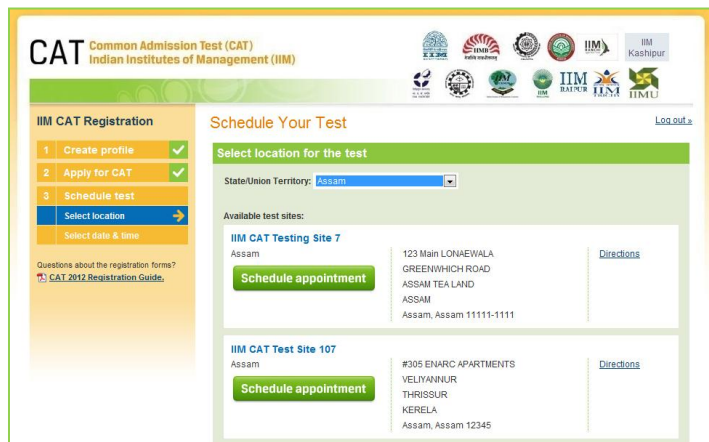 CAT Common Admission Test (CAT)
Indian Institutes of Management (IIM)
IIMB
IIM
Kashipur
IIM
RAIPUR
IIMU
IIM CAT Registration
1 Create profile
2 Apply for CAT
3 Schedule test
Select location
Select date & time
Questions about the registration forms?
CAT 2012 Registration Guide.
Schedule Your Test
Log out »
Select location for the test
State/Union Territory: Assam
Available test sites:
IIM CAT Testing Site 7
Assam
Schedule appointment
123 Main LONAEWALA
GREENWHICH ROAD
ASSAM TEA LAND
ASSAM
Assam, Assam 11111-1111
Directions
IIM CAT Test Site 107
Assam
Schedule appointment
#305 ENARC APARTMENTS
VELIYANNUR
THRISSUR
KERELA
Assam, Assam 12345
Directions